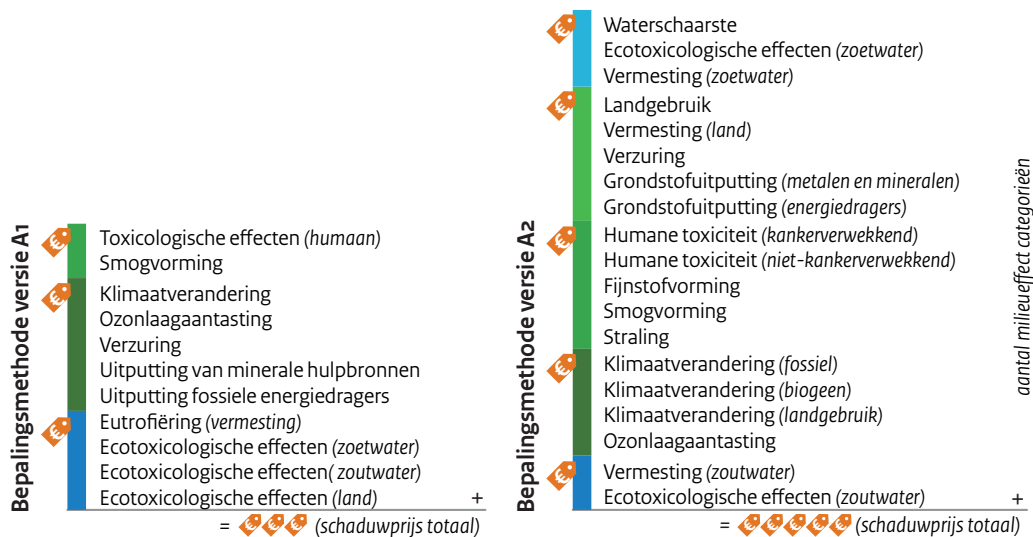 Bepalingsmethode versie A1
Toxicologische effecten (humaan)
Smogvorming
Klimaatverandering
Ozonlaagaantasting
Verzuring
Uitputting van minerale hulpbronnen
Uitputting fossiele energiedragers
Eutrofiëring (vermesting)
Ecotoxicologische effecten (zoetwater)
Ecotoxicologische effecten( zoutwater)
Ecotoxicologische effecten (land) +
= € € € (schaduwprijs totaal)
Bepalingsmethode versie A2
Waterschaarste
Ecotoxicologische effecten (zoetwater)
Vermesting (zoetwater)
Landgebruik
Vermesting (land)
Verzuring
Grondstofuitputting (metalen en mineralen)
Grondstofuitputting (energiedragers)
Humane toxiciteit (kankerverwekkend)
Humane toxiciteit (niet-kankerverwekkend)
Fijnstofvorming
Smogvorming
Straling
Klimaatverandering (fossiel)
Klimaatverandering (biogeen)
Klimaatverandering (landgebruik)
Ozonlaagaantasting
Vermesting (zoutwater)
Ecotoxicologische effecten (zoutwater) +
= € € € € € (schaduwprijs totaal)
aantal milieueffect categorieën